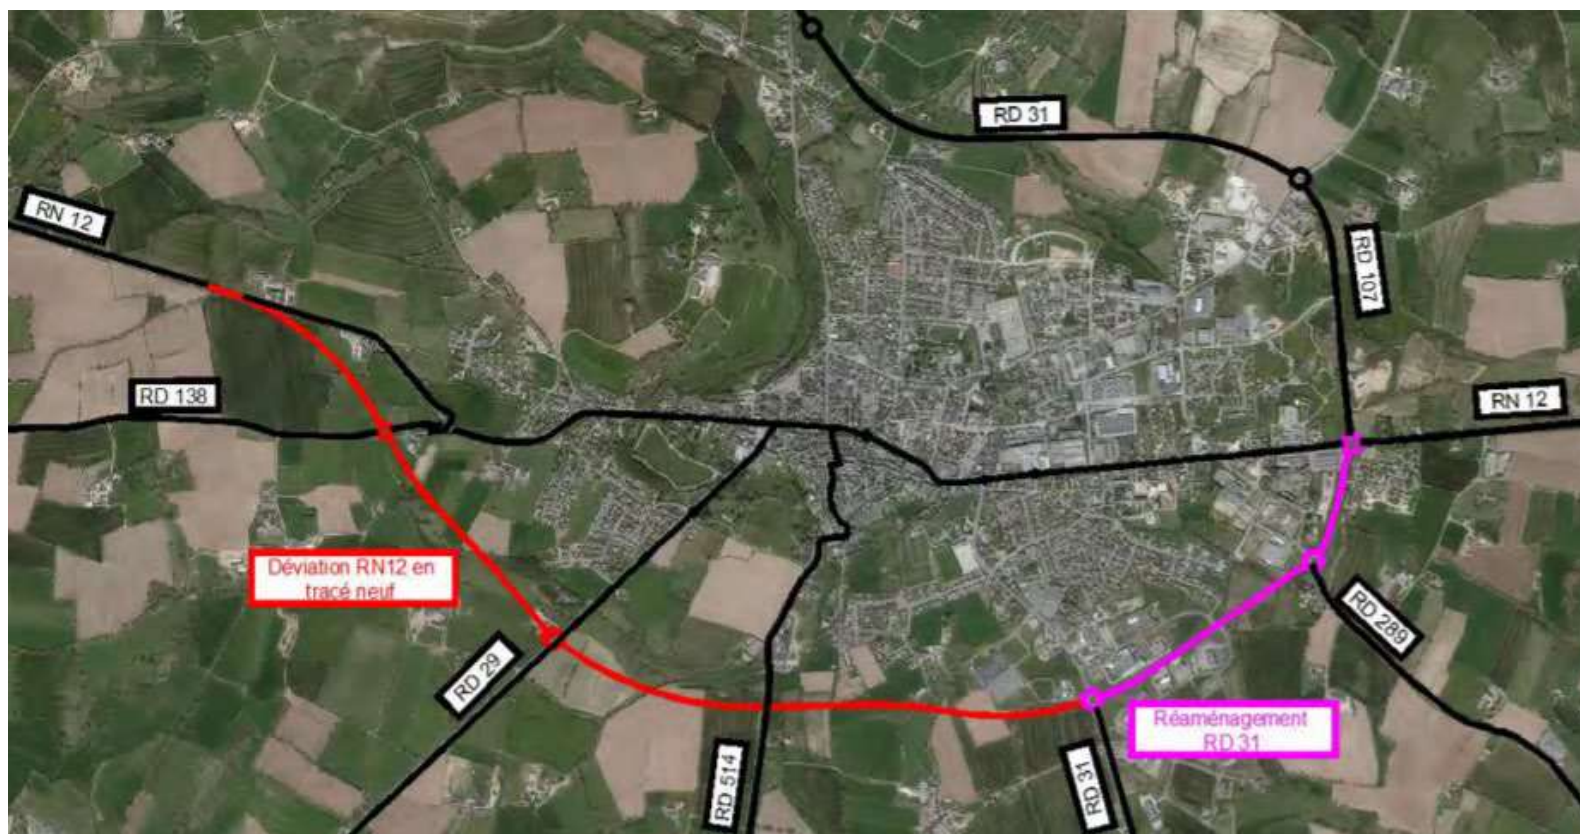 RD 31
RN 12
RD 107
RD 138
RN 12
Déviation RN12 en
tracé neuf
RD 289
RD 29
Réaménagement
RD 31
RD 514
RD 31